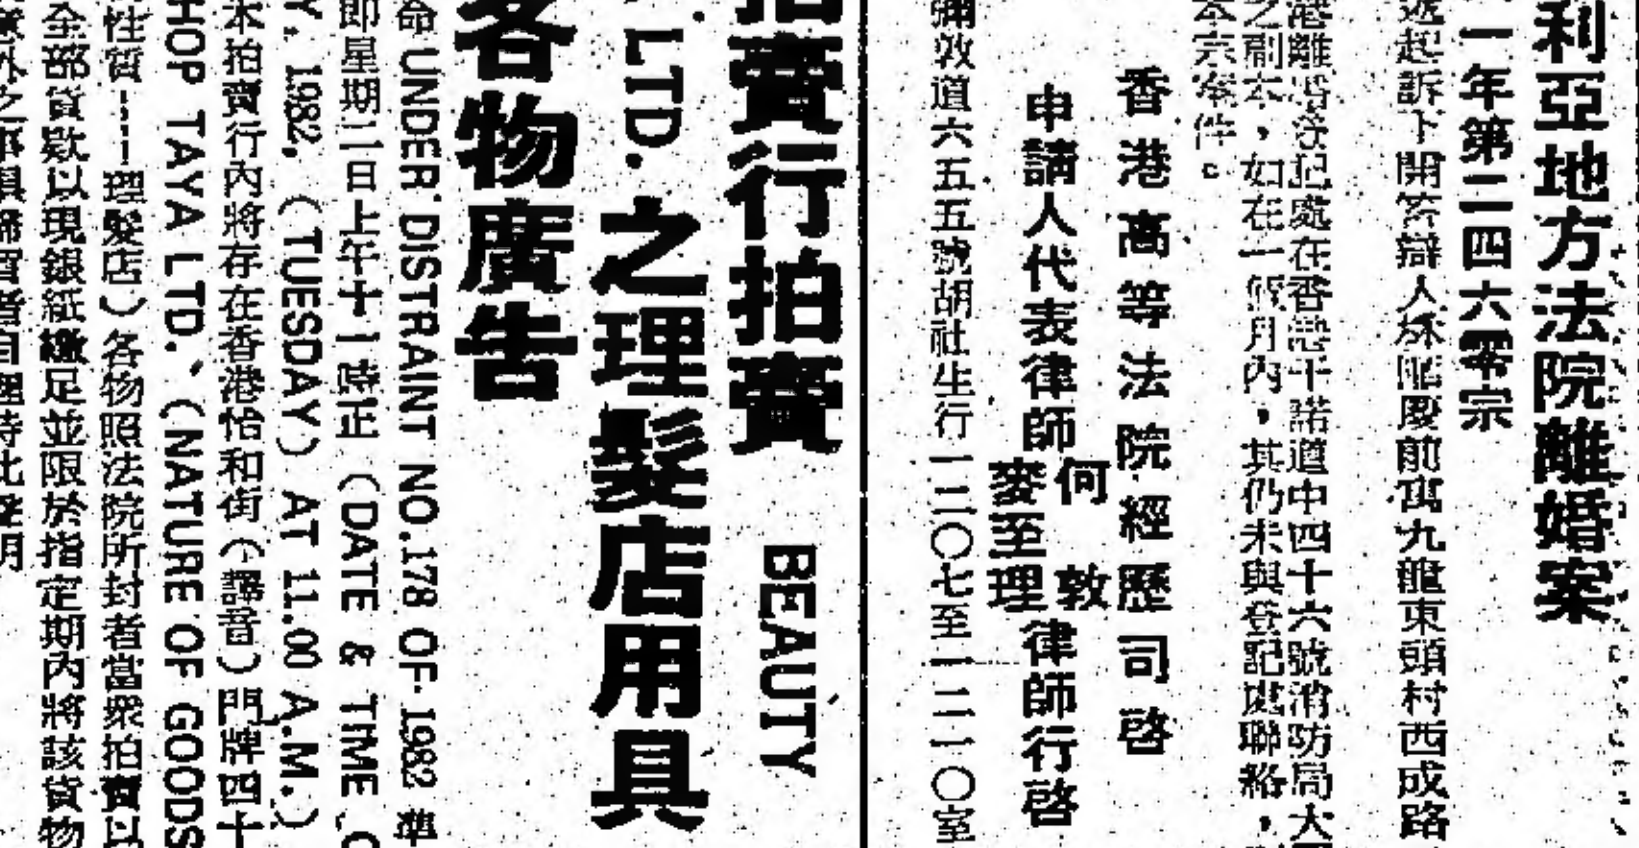 利亞地方法院離婚案
一年第二四六零宗
起訴下開答辯人
前寓九龍東頭村西成路
登記處在香港干諾道中四十六號消防局大
之副本，如在一個月內，其仍未與登記處聯絡，
本宗案件。
香港高等法院經歷司啓
申請人代表律師何敦麥至理律師行啓
彌敦道六五五號胡社生行一二〇七至一二一〇室
拍賣行拍賣 BEAUTY
LTD. 之理髮店用具
各物廣告
命 UNDER DISTRAINT NO.178 OF 1982 準
即星期二日上午十一時正（DATE & TIME
Y, 1982, (TUESDAY) AT 11.00 A.M.)
本拍賣行內將存在香港怡和街（譯音）門牌四十
HOP TAYA LTD.、（NATURE OF GOODS
性質——理髮店）各物照法院所封者當衆拍賣以
全部貨欵以現銀紙繳足並限於指定期內將該貨物